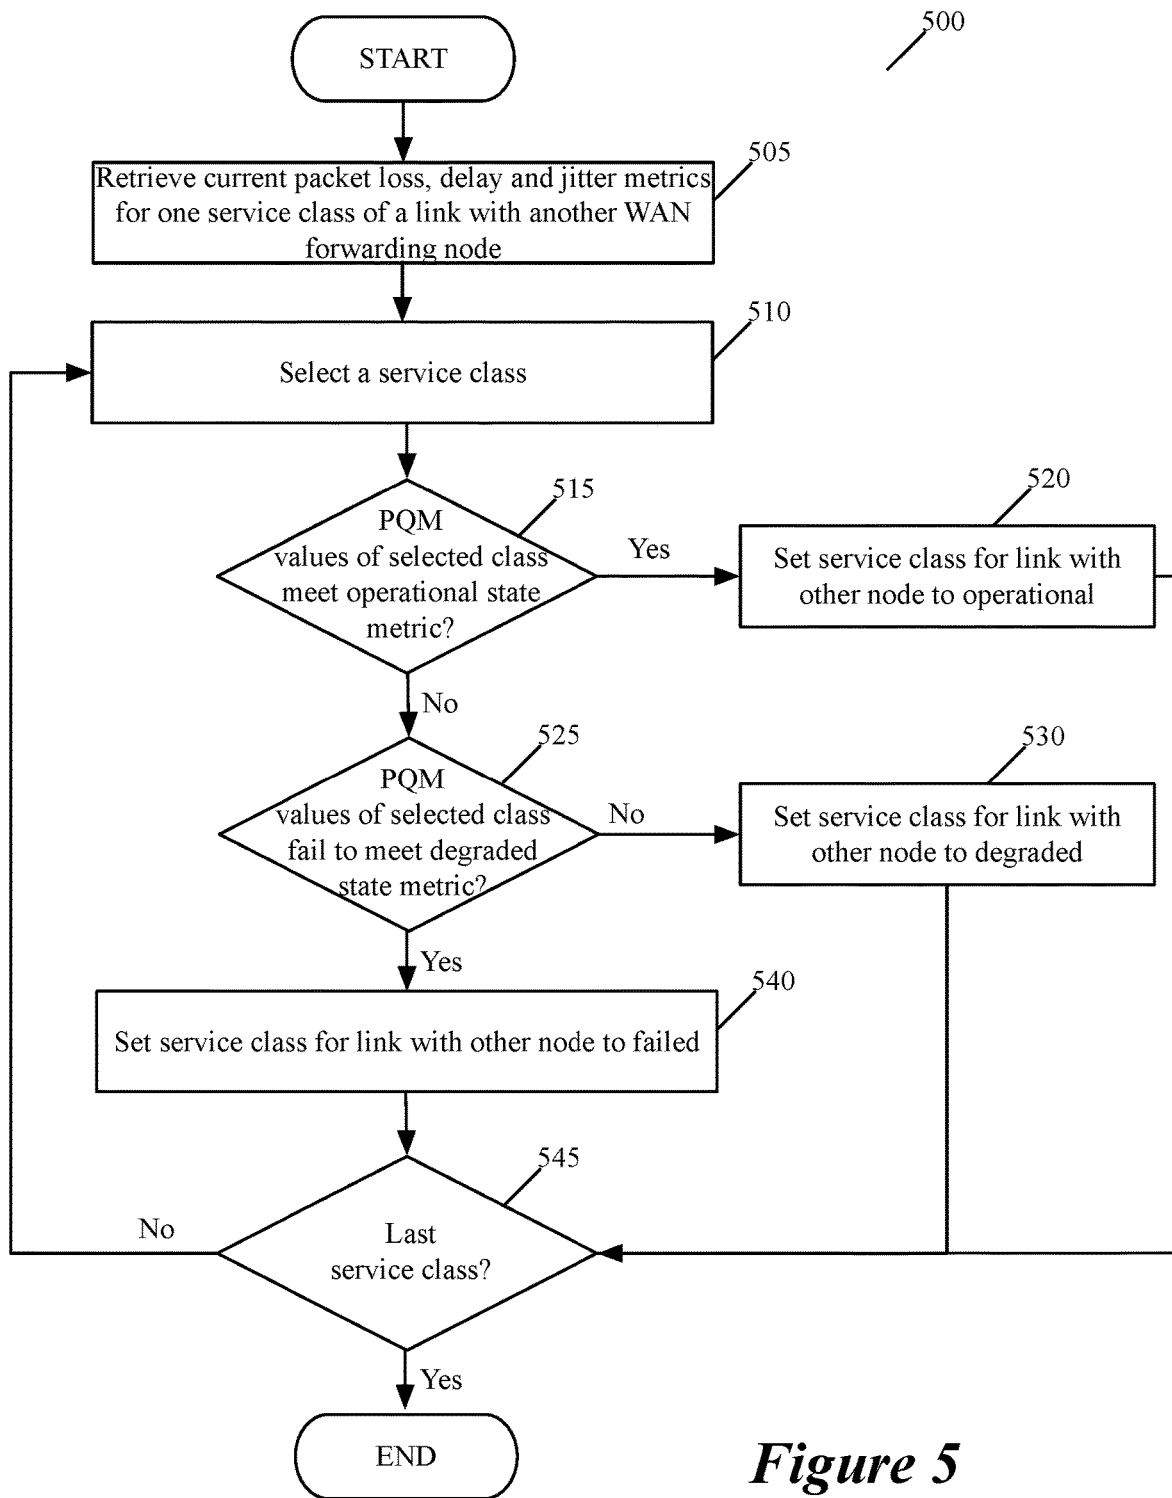 500
START
505
Retrieve current packet loss, delay and jitter metrics
for one service class of a link with another WAN
forwarding node
510
Select a service class
515
PQM
values of selected class
meet operational state
metric?
Yes
520
Set service class for link with
other node to operational
No
525
PQM
values of selected class
fail to meet degraded
state metric?
No
530
Set service class for link with
other node to degraded
Yes
540
Set service class for link with other node to failed
545
Last
service class?
No
Yes
END
Figure 5